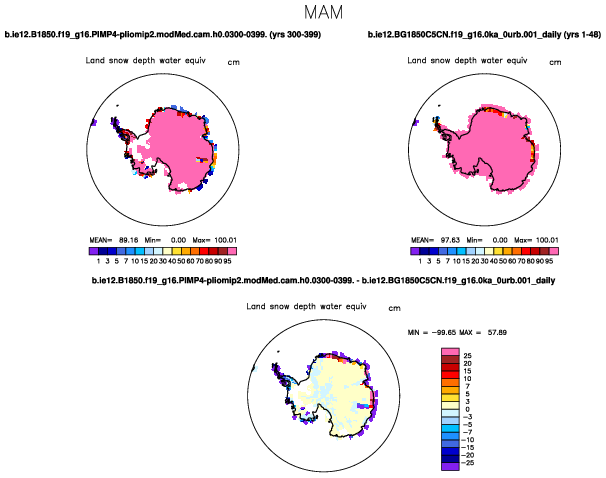 MAM
b.ie12.B1850.f19_g16.PIMP4-pliomip2.modMed.cam.h0.0300-0399. (yrs 300-399)
b.ie12.BG1850C5CN.f19_g16.0ka_0urb.001_daily (yrs 1-48)
Land snow depth water equiv cm
Land snow depth water equiv cm
MEAN= 89.16 Min= 0.00 Max= 100.01
MEAN= 97.63 Min= 0.00 Max= 100.01
1 3 5 7 10 15 20 30 40 50 60 70 80 90 95
1 3 5 7 10 15 20 30 40 50 60 70 80 90 95
b.ie12.B1850.f19_g16.PIMP4-pliomip2.modMed.cam.h0.0300-0399. - b.ie12.BG1850C5CN.f19_g16.0ka_0urb.001_daily
Land snow depth water equiv cm
MIN = -99.65 MAX = 57.89
25
20
15
10
7
5
3
0
-3
-5
-7
-10
-15
-20
-25